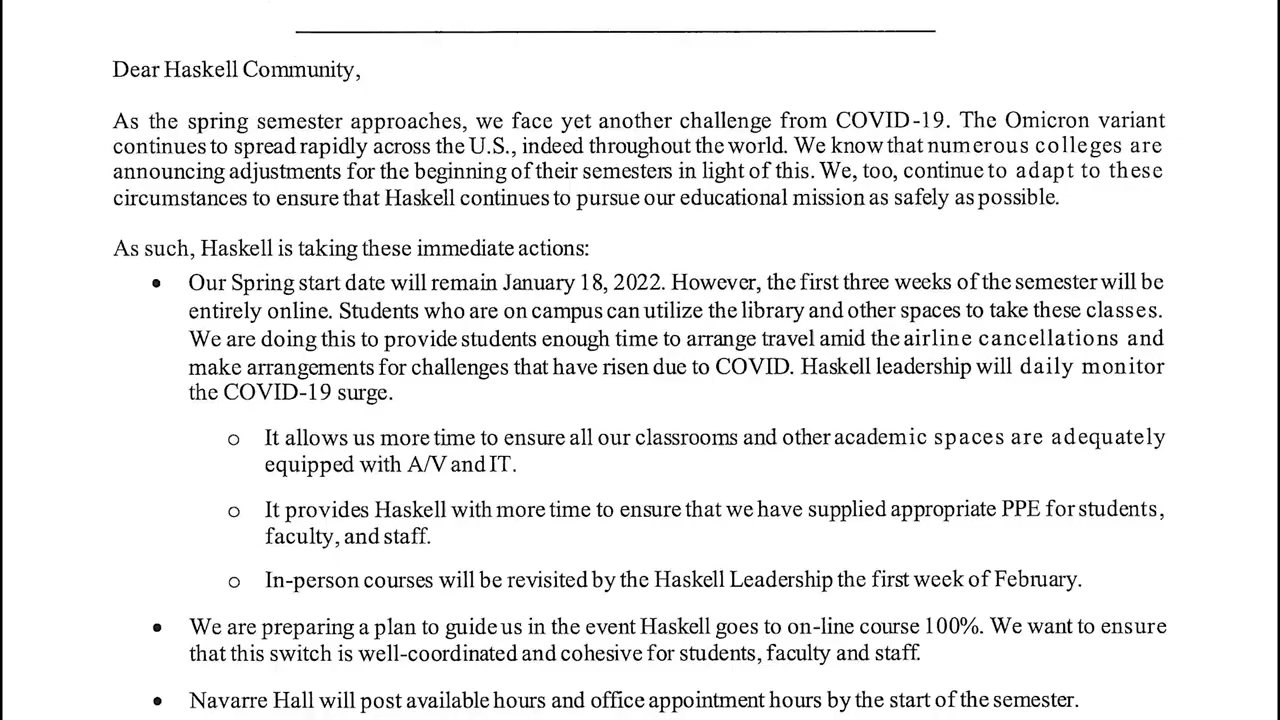 Dear Haskell Community,
As the spring semester approaches, we face yet another challenge from COVID-19. The Omicron variant
continues to spread rapidly across the U.S., indeed throughout the world. We know that numerous colleges are
announcing adjustments for the beginning of their semesters in light of this. We, too, continue to adapt to these
circumstances to ensure that Haskell continues to pursue our educational mission as safely as possible.
As such, Haskell is taking these immediate actions:
• Our Spring start date will remain January 18, 2022. However, the first three weeks of the semester will be
entirely online. Students who are on campus can utilize the library and other spaces to take these classes.
We are doing this to provide students enough time to arrange travel amid the airline cancellations and
make arrangements for challenges that have risen due to COVID. Haskell leadership will daily monitor
the COVID-19 surge.
o It allows us more time to ensure all our classrooms and other academic spaces are adequately
equipped with A/V and IT.
o It provides Haskell with more time to ensure that we have supplied appropriate PPE for students,
faculty, and staff.
o In-person courses will be revisited by the Haskell Leadership the first week of February.
• We are preparing a plan to guide us in the event Haskell goes to on-line course 100%. We want to ensure
that this switch is well-coordinated and cohesive for students, faculty and staff.
• Navarre Hall will post available hours and office appointment hours by the start of the semester.